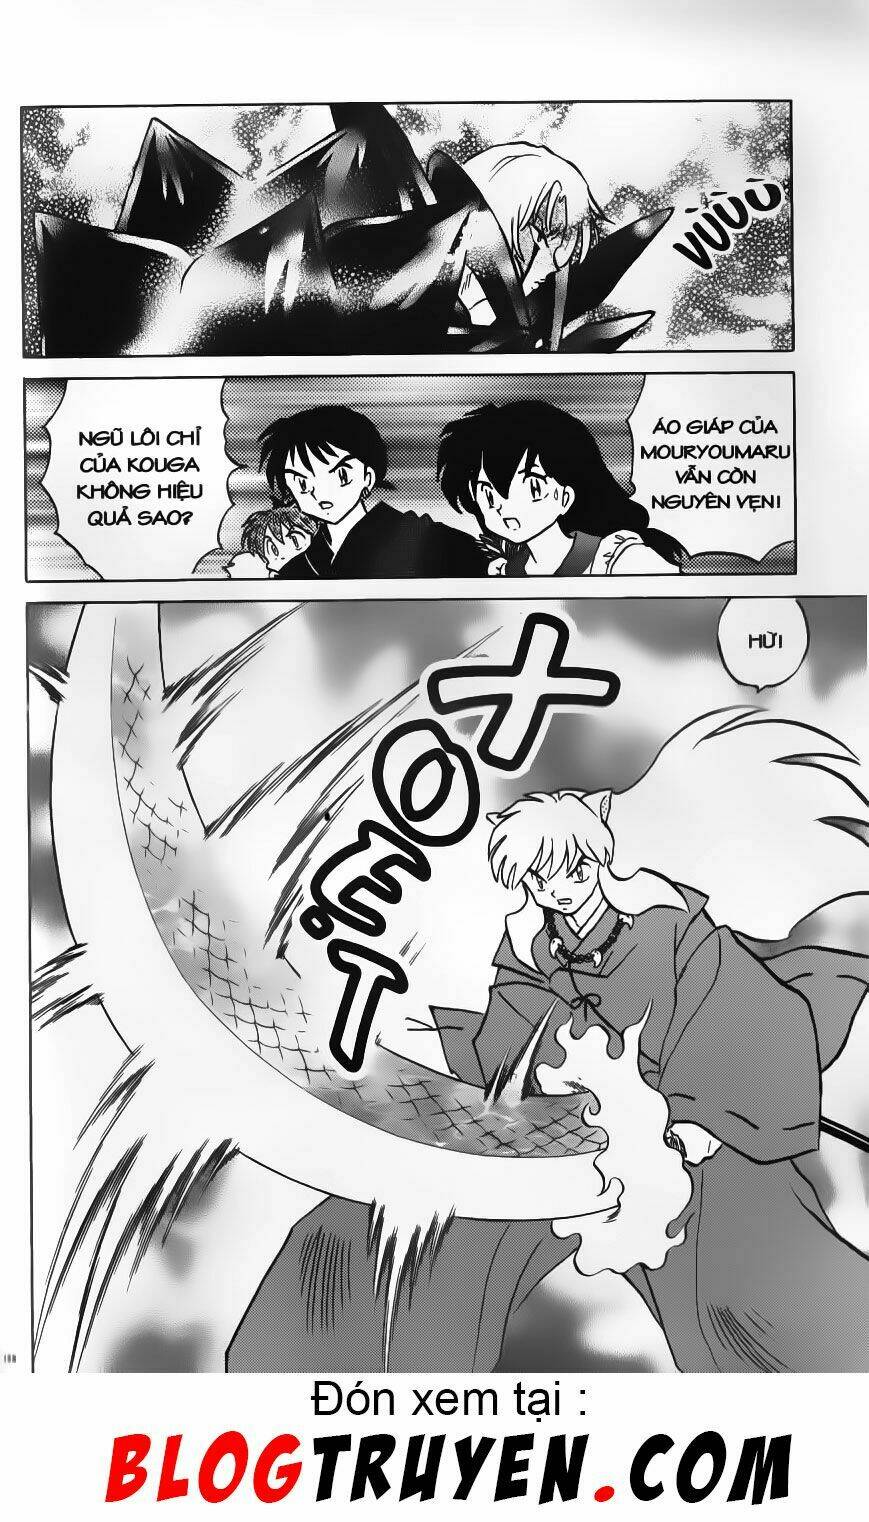 VÙÙÙ
ÁO GIÁP CỦA
MOURYOUMARU
VẪN CÒN
NGUYÊN VẸN!
NGŨ LÔI CHỈ
CỦA KOUGA
KHÔNG HIỆU
QUẢ SAO?
HỪ!
XOẸT
188
Đón xem tại :
BLOGTRUYEN.COM